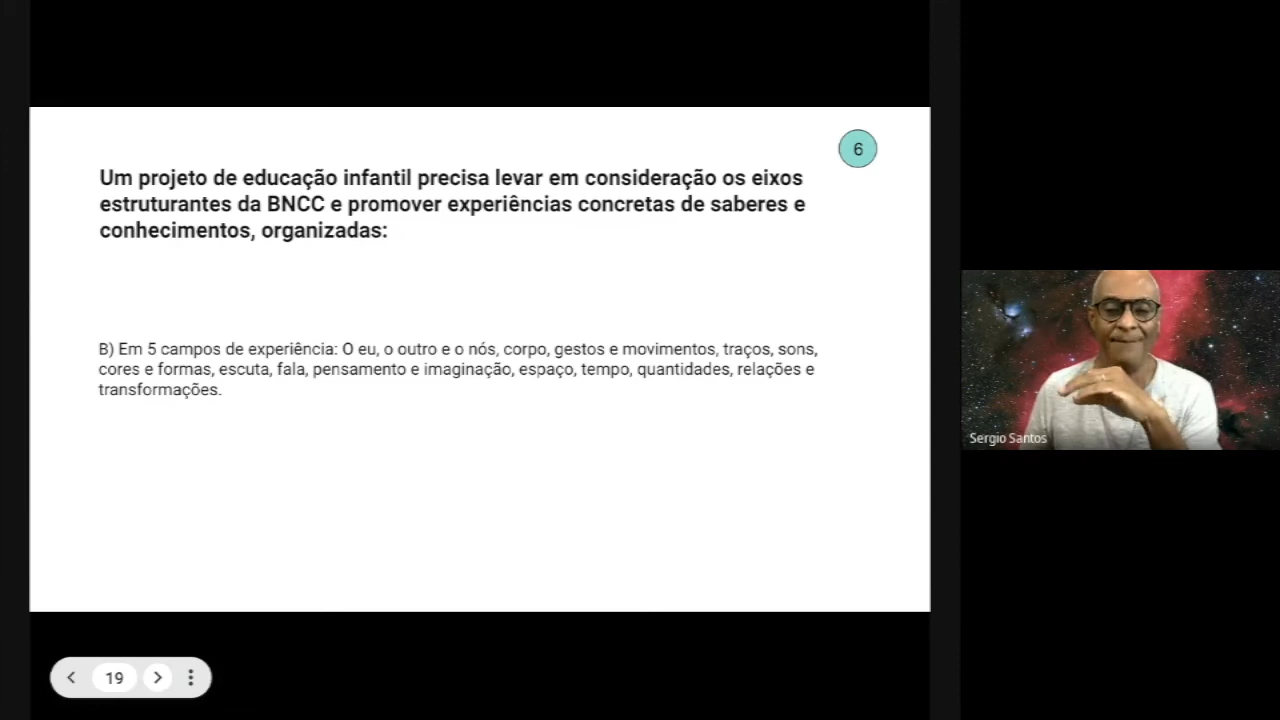 6
Um projeto de educação infantil precisa levar em consideração os eixos
estruturantes da BNCC e promover experiências concretas de saberes e
conhecimentos, organizadas:
B) Em 5 campos de experiência: O eu, o outro e o nós, corpo, gestos e movimentos, traços, sons,
cores e formas, escuta, fala, pensamento e imaginação, espaço, tempo, quantidades, relações e
transformações.
Sergio Santos
19